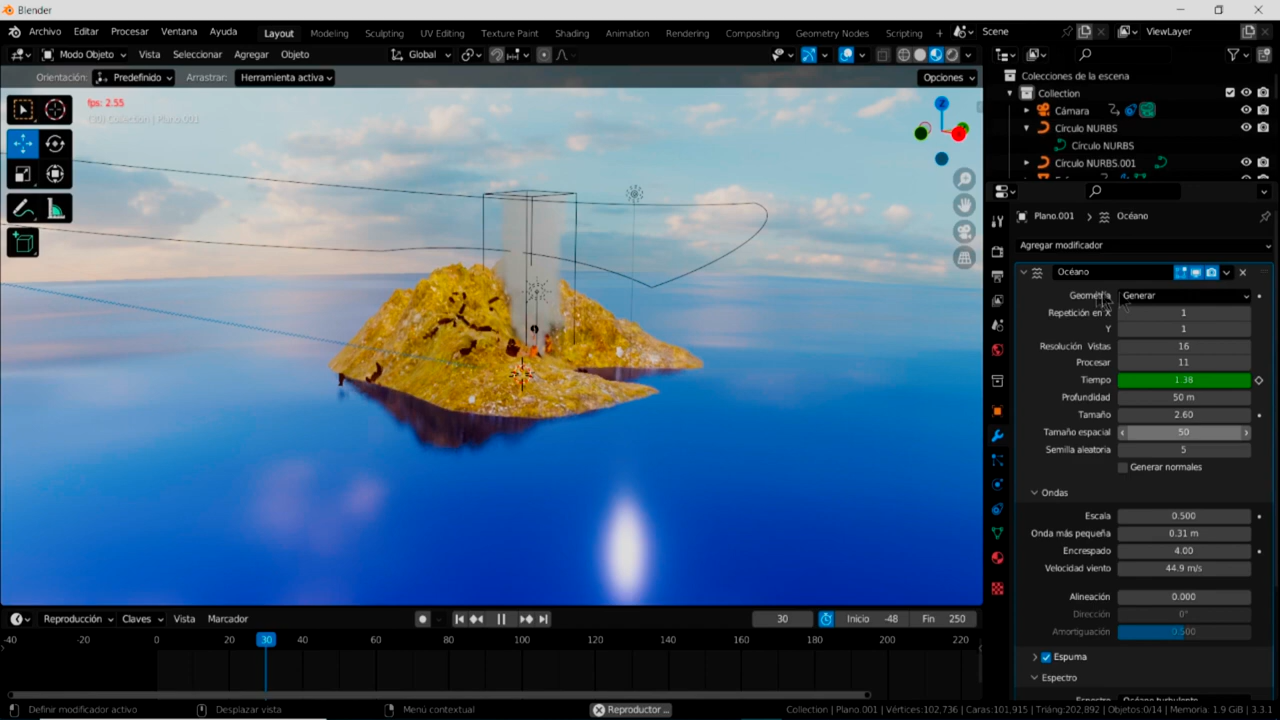 Blender
Archivo Editar Procesar Ventana Ayuda Layout Modeling Sculpting UV Editing Texture Paint Shading Animation Rendering Compositing Geometry Nodes Scripting + Scene ViewLayer
Modo Objeto Vista Seleccionar Agregar Objeto Global
Orientación: Predefinido Arrastrar: Herramienta activa Opciones
fps: 2.55
(30) Collection | Plano.001
Z
Colecciones de la escena
Collection
Cámara
Círculo NURBS
Círculo NURBS
Círculo NURBS.001
Plano.001 > Océano
Agregar modificador
Océano
Geometría Generar
Repetición en X 1
Y 1
Resolución Vistas 16
Procesar 11
Tiempo 1.38
Profundidad 50 m
Tamaño 2.60
Tamaño espacial 50
Semilla aleatoria 5
Generar normales
Ondas
Escala 0.500
Onda más pequeña 0.31 m
Encrespado 4.00
Velocidad viento 44.9 m/s
Alineación 0.000
Dirección 0°
Amortiguación 0.500
Espuma
Espectro
Reproducción Claves Vista Marcador 30 Inicio -48 Fin 250
-40 -20 0 20 30 40 60 80 100 120 140 160 180 200 220
Definir modificador activo Desplazar vista Menú contextual Reproductor ... Collection | Plano.001 | Vértices:102,736 | Caras:101,915 | Triáng:202,892 | Objetos:0/14 | Memoria: 1.9 GiB | 3.3.1